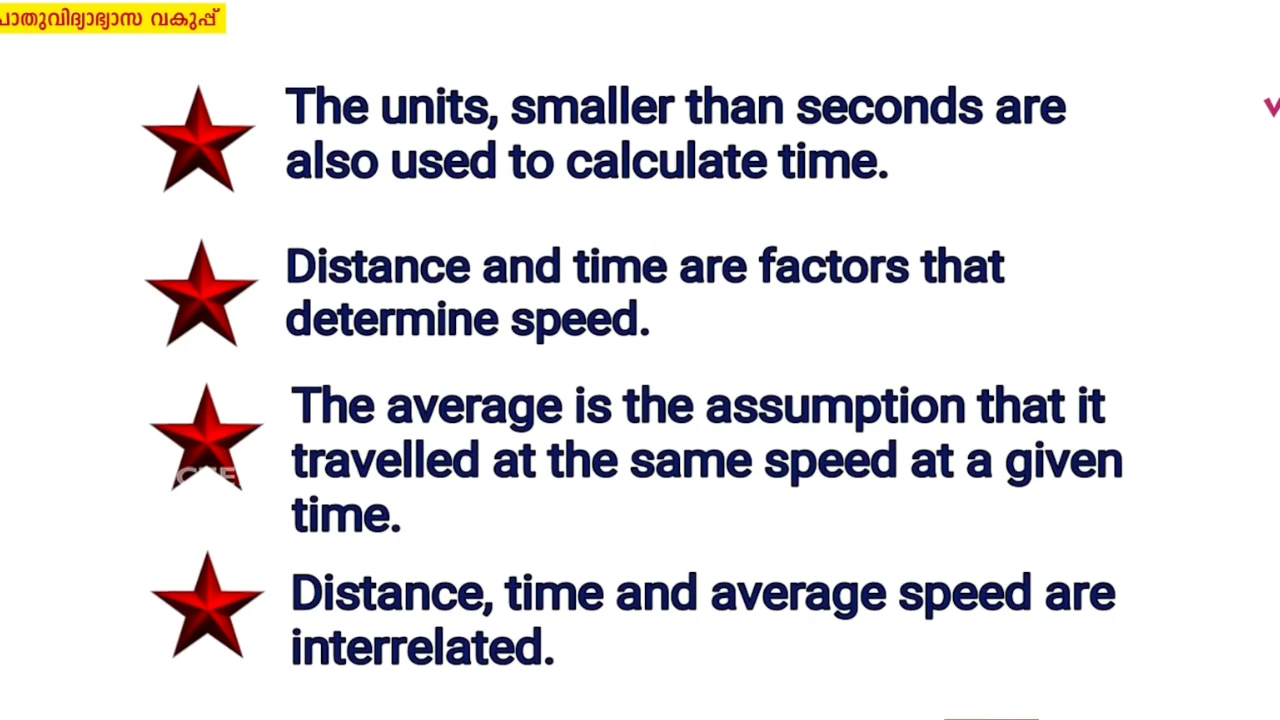 പൊതുവിദ്യാഭ്യാസ വകുപ്പ്
The units, smaller than seconds are
also used to calculate time.
Distance and time are factors that
determine speed.
The average is the assumption that it
travelled at the same speed at a given
time.
Distance, time and average speed are
interrelated.